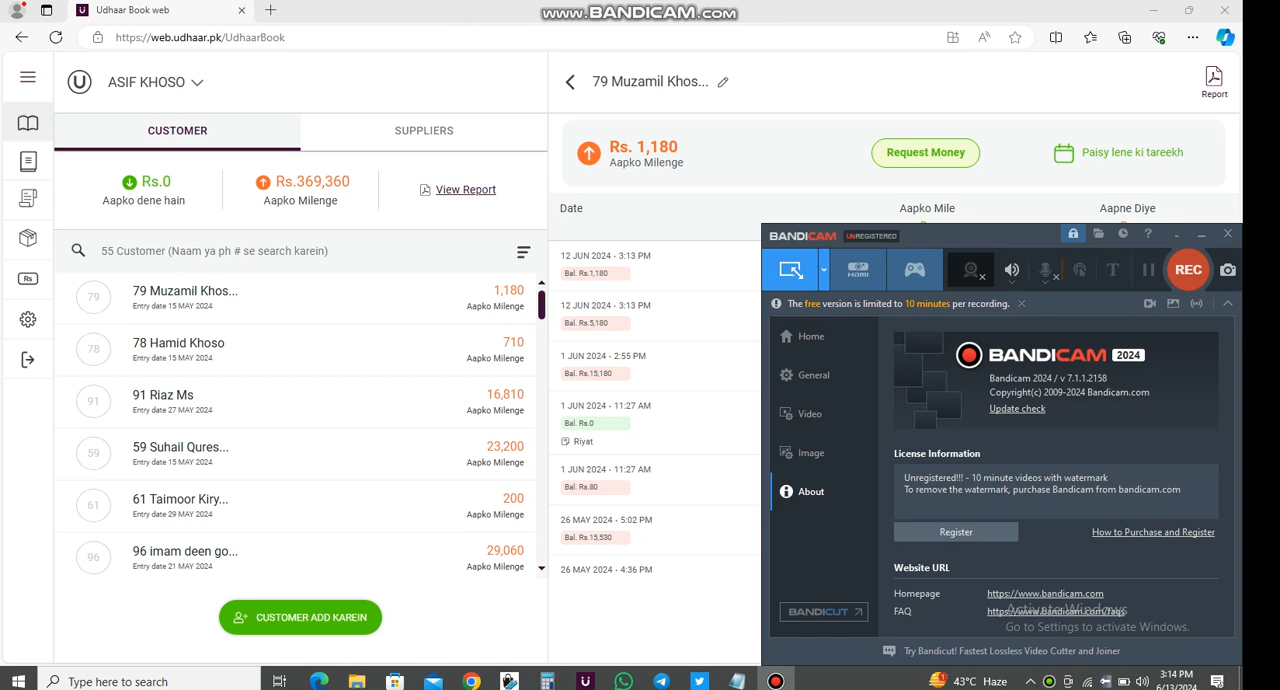 Udhaar Book web
www.BANDICAM.com
https://web.udhaar.pk/UdhaarBook
ASIF KHOSO
CUSTOMER
SUPPLIERS
Rs.0
Aapko dene hain
Rs.369,360
Aapko Milenge
View Report
55 Customer (Naam ya ph # se search karein)
79
79 Muzamil Khos...
Entry date 15 MAY 2024
1,180
Aapko Milenge
78
78 Hamid Khoso
Entry date 15 MAY 2024
710
Aapko Milenge
91
91 Riaz Ms
Entry date 27 MAY 2024
16,810
Aapko Milenge
59
59 Suhail Qures...
Entry date 15 MAY 2024
23,200
Aapko Milenge
61
61 Taimoor Kiry...
Entry date 29 MAY 2024
200
Aapko Milenge
96
96 imam deen go...
Entry date 21 MAY 2024
29,060
Aapko Milenge
CUSTOMER ADD KAREIN
Rs
79 Muzamil Khos...
Report
Rs. 1,180
Aapko Milenge
Request Money
Paisy lene ki tareekh
Date
Aapko Mile
Aapne Diye
12 JUN 2024 - 3:13 PM
Bal. Rs.1,180
12 JUN 2024 - 3:13 PM
Bal. Rs.5,180
1 JUN 2024 - 2:55 PM
Bal. Rs.15,180
1 JUN 2024 - 11:27 AM
Bal. Rs.0
Riyat
1 JUN 2024 - 11:27 AM
Bal. Rs.80
26 MAY 2024 - 5:02 PM
Bal. Rs.15,530
26 MAY 2024 - 4:36 PM
BANDICAM UNREGISTERED
HDMI
REC
The free version is limited to 10 minutes per recording.
Home
General
Video
Image
About
BANDICUT
BANDICAM 2024
Bandicam 2024 / v 7.1.1.2158
Copyright(c) 2009-2024 Bandicam.com
Update check
License Information
Unregistered!!! - 10 minute videos with watermark
To remove the watermark, purchase Bandicam from bandicam.com
Register
How to Purchase and Register
Website URL
Homepage
https://www.bandicam.com
FAQ
https://www.bandicam.com/faqs
Activate Windows
Go to Settings to activate Windows.
Try Bandicut! Fastest Lossless Video Cutter and Joiner
Type here to search
43°C Haze
3:14 PM
6/13/2024